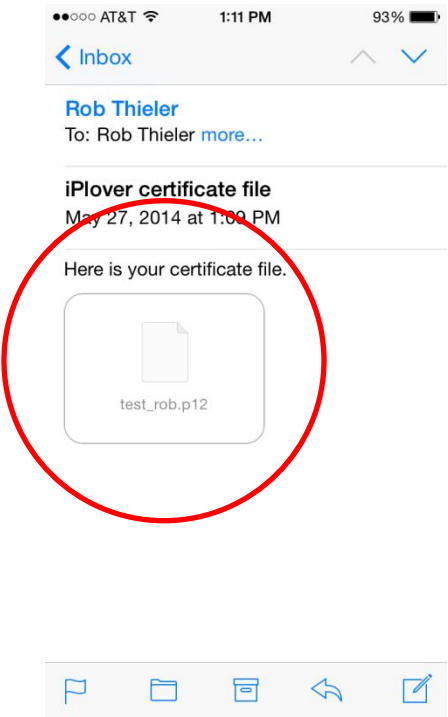 AT&T 1:11 PM 93%
Inbox
Rob Thieler
To: Rob Thieler more...
iPlover certificate file
May 27, 2014 at 1:09 PM
Here is your certificate file.
test_rob.p12